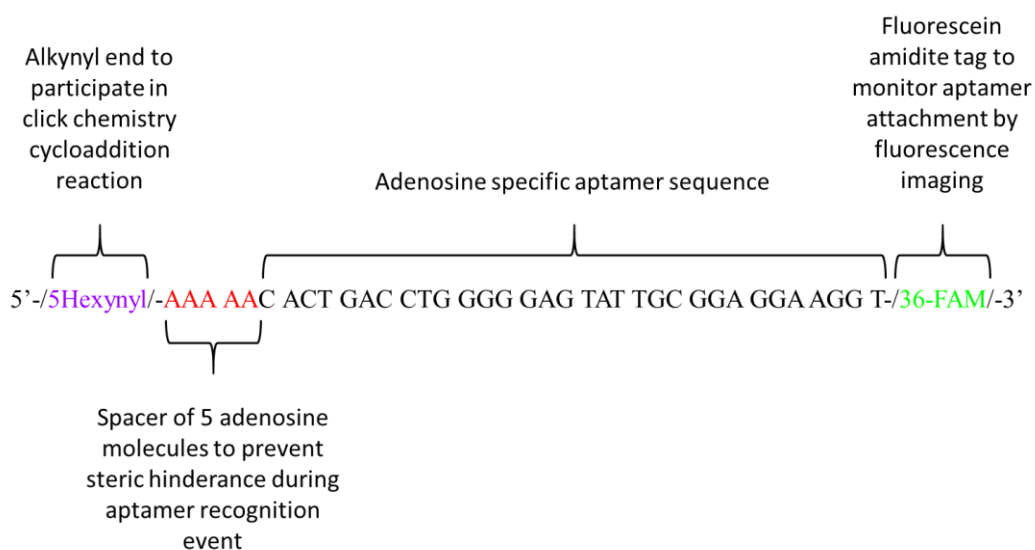 Alkynyl end to
participate in
click chemistry
cycloaddition
reaction
Adenosine specific aptamer sequence
Fluorescein
amidite tag to
monitor aptamer
attachment by
fluorescence
imaging
5’-/5Hexynyl/-AAA AAC ACT GAC CTG GGG GAG TAT TGC GGA GGA AGG T-/36-FAM/-3’
Spacer of 5 adenosine
molecules to prevent
steric hinderance during
aptamer recognition
event